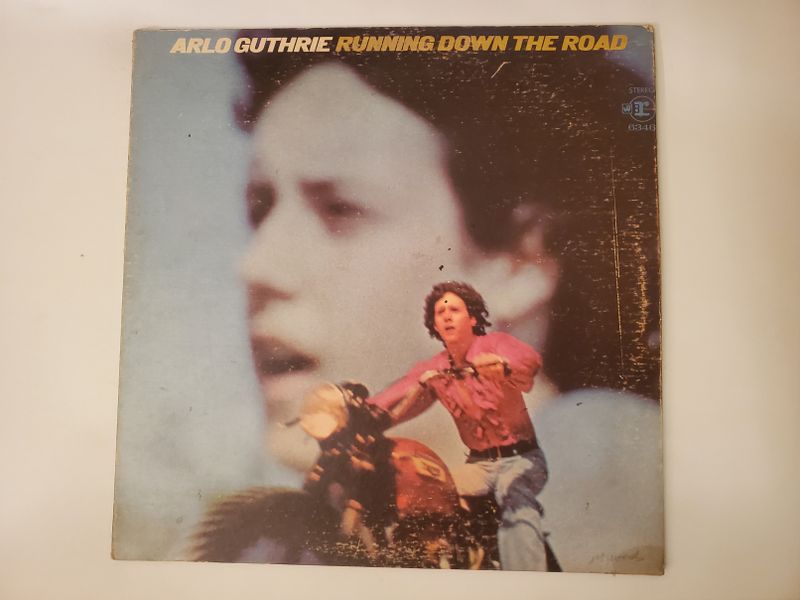 ARLO GUTHRIE RUNNING DOWN THE ROAD
STEREO
W r
6346